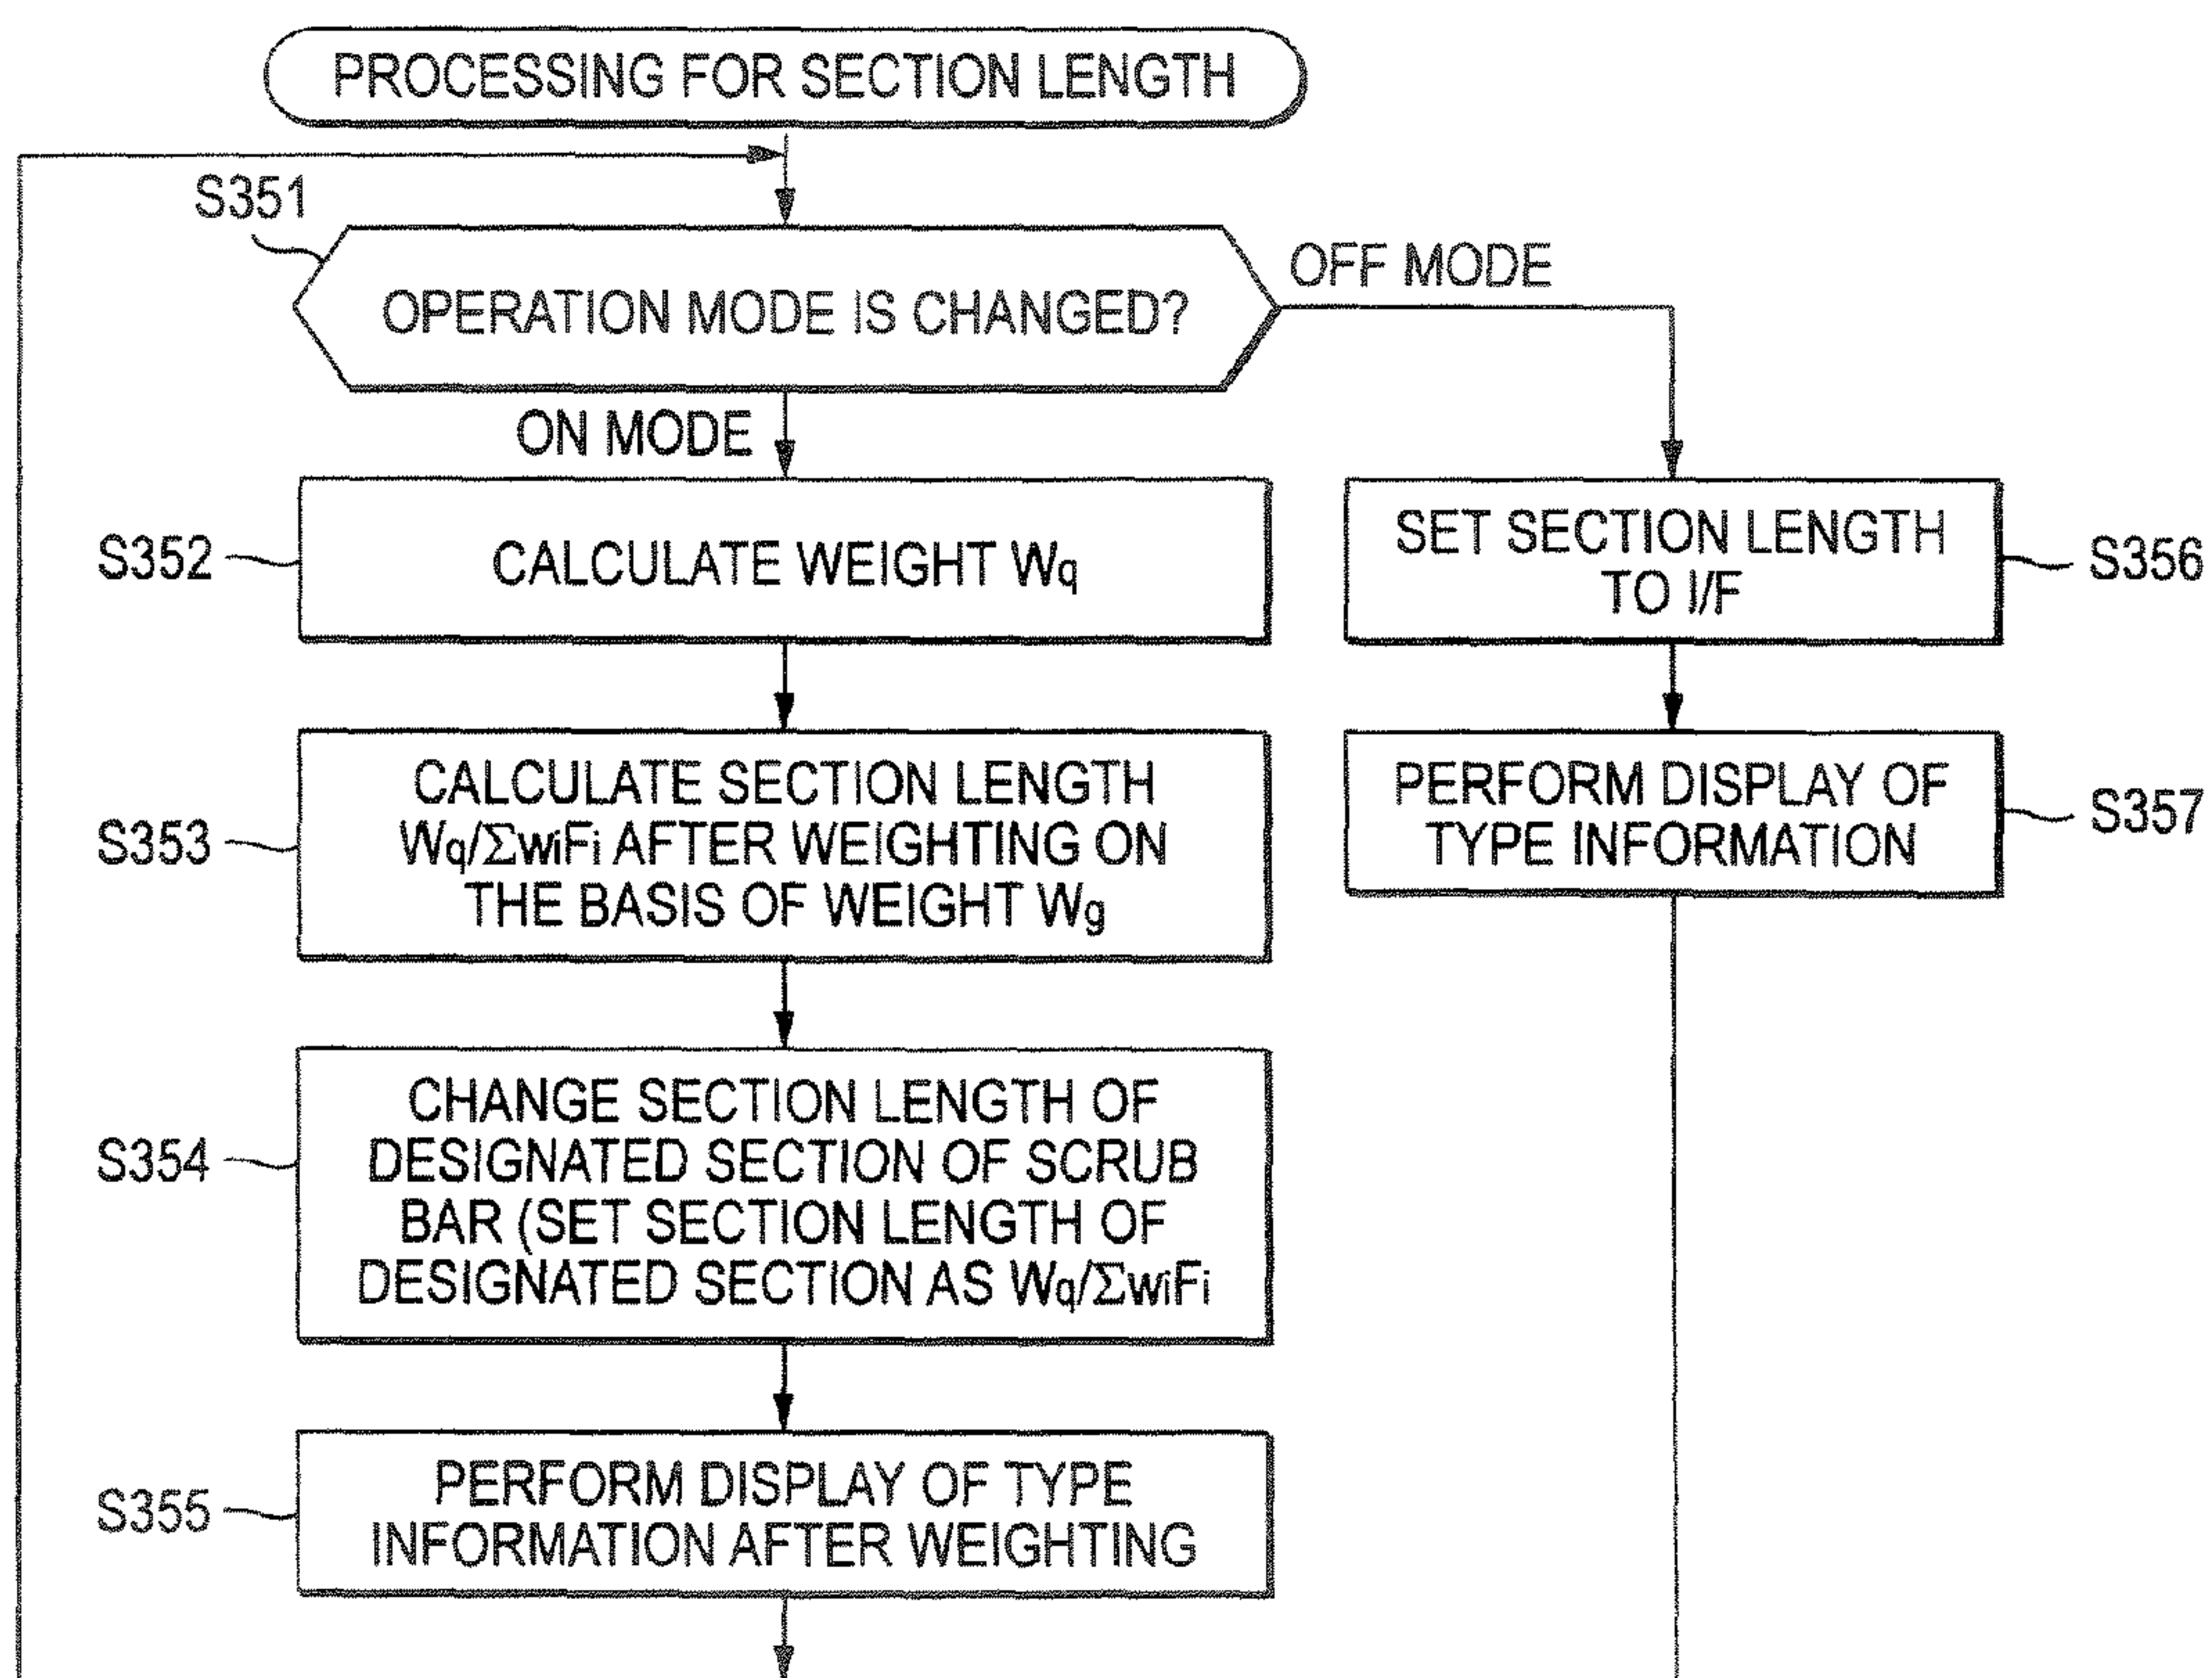 PROCESSING FOR SECTION LENGTH
S351
OPERATION MODE IS CHANGED?
OFF MODE
ON MODE
S352
CALCULATE WEIGHT Wq
SET SECTION LENGTH
TO I/F
S356
S353
CALCULATE SECTION LENGTH
Wq/ΣwiFi AFTER WEIGHTING ON
THE BASIS OF WEIGHT Wg
PERFORM DISPLAY OF
TYPE INFORMATION
S357
S354
CHANGE SECTION LENGTH OF
DESIGNATED SECTION OF SCRUB
BAR (SET SECTION LENGTH OF
DESIGNATED SECTION AS Wq/ΣwiFi
S355
PERFORM DISPLAY OF TYPE
INFORMATION AFTER WEIGHTING